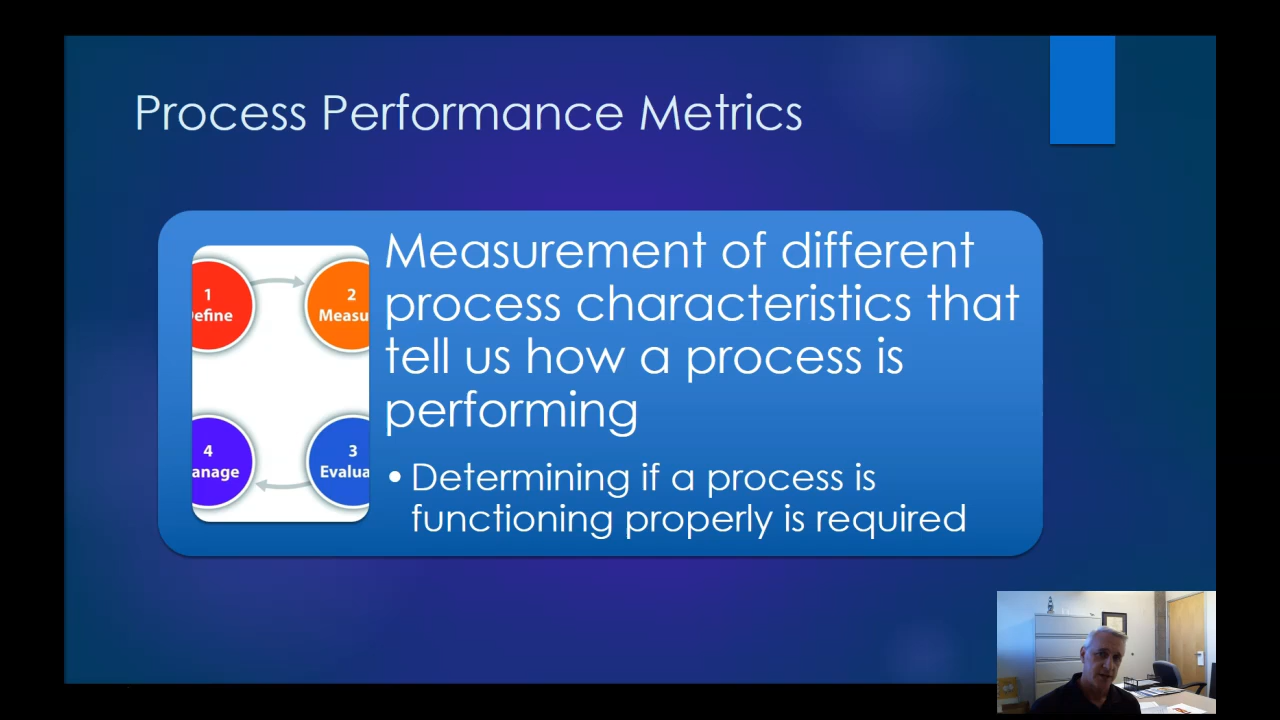 Process Performance Metrics
Measurement of different
process characteristics that
tell us how a process is
performing
• Determining if a process is
functioning properly is required
1
efine
2
Measu
4
anage
3
Evalua